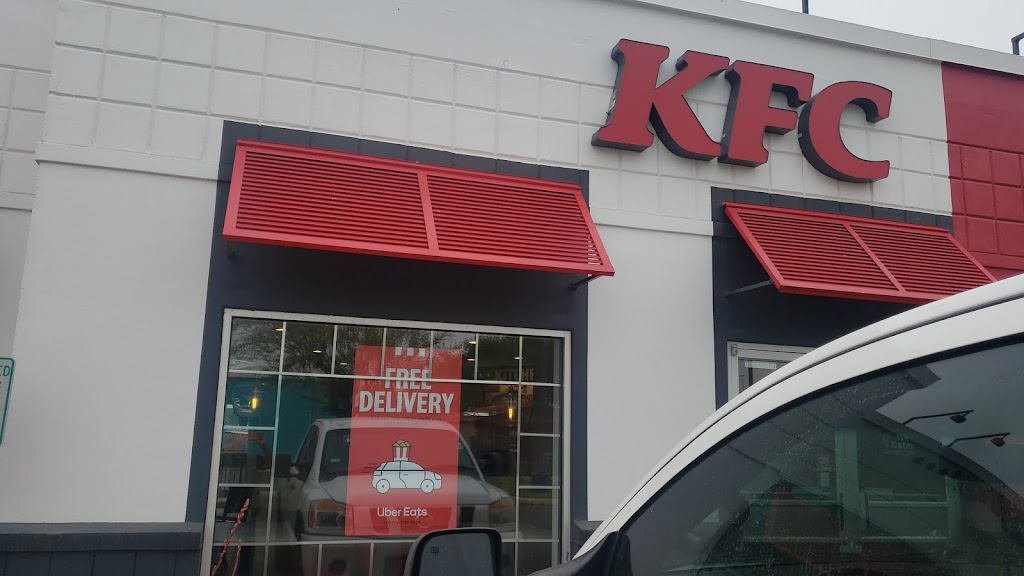 KFC
FREE
DELIVERY
Uber Eats